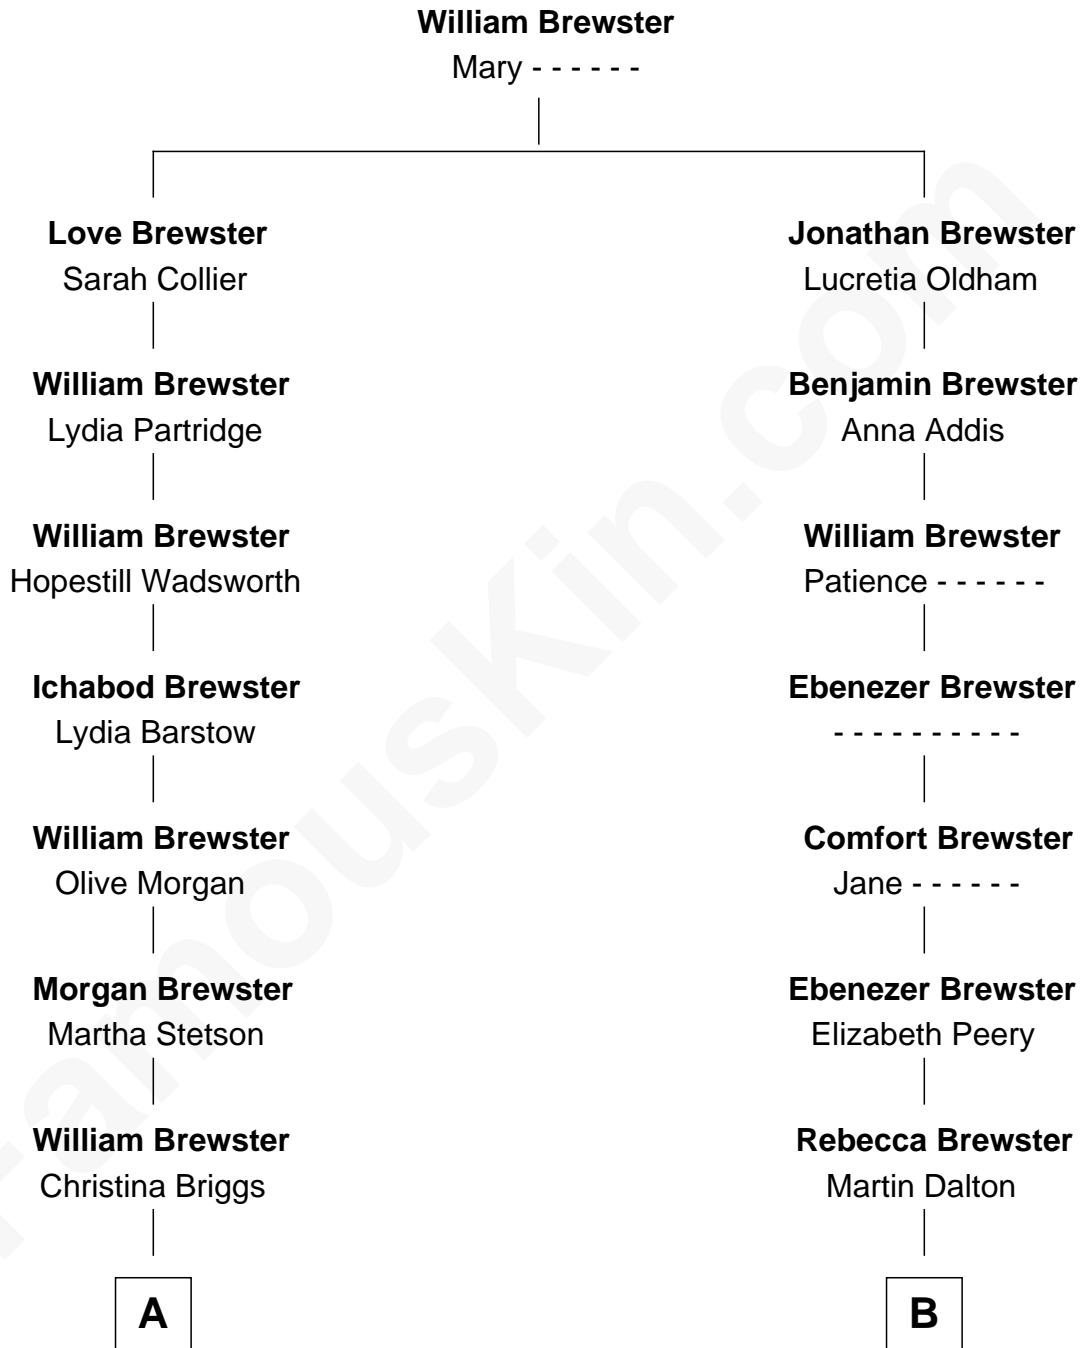 William Brewster
Mary - - - - - -
Love Brewster
Sarah Collier
Jonathan Brewster
Lucretia Oldham
William Brewster
Lydia Partridge
Benjamin Brewster
Anna Addis
William Brewster
Hopestill Wadsworth
William Brewster
Patience - - - - - -
Ichabod Brewster
Lydia Barstow
Ebenezer Brewster
- - - - - - - - - -
William Brewster
Olive Morgan
Comfort Brewster
Jane - - - - - -
Morgan Brewster
Martha Stetson
Ebenezer Brewster
Elizabeth Peery
William Brewster
Christina Briggs
Rebecca Brewster
Martin Dalton
A
B
FamousKin.com